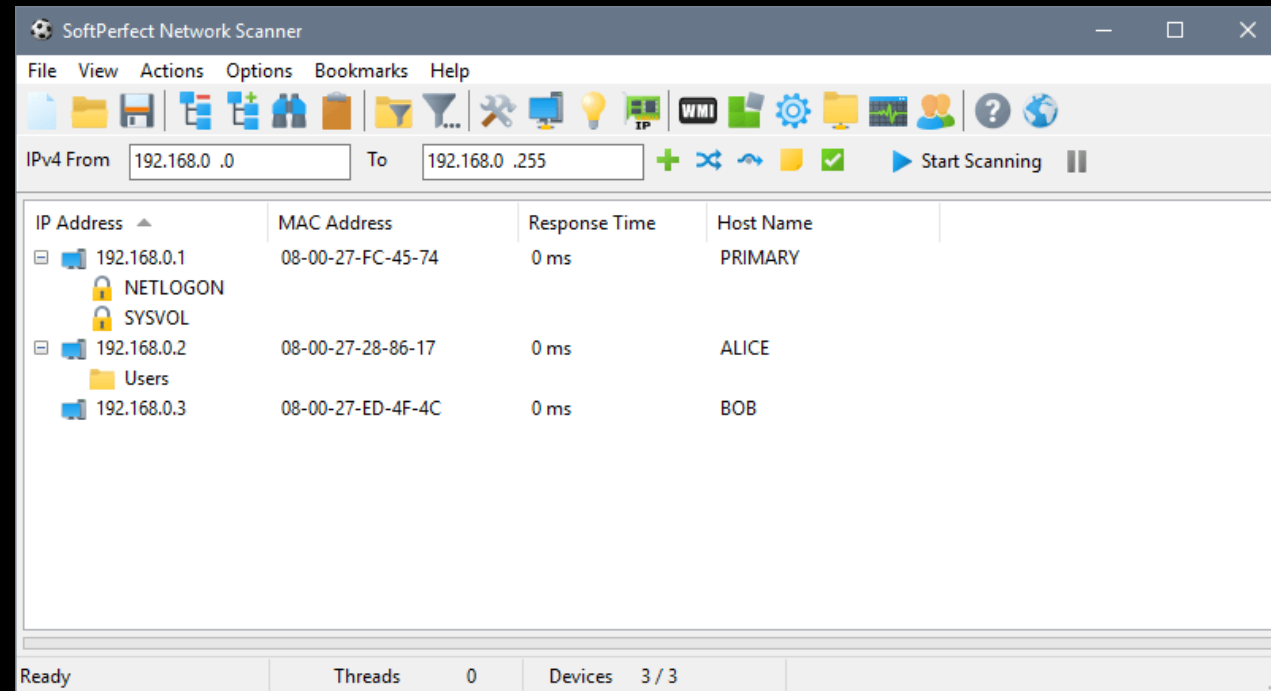 SoftPerfect Network Scanner
File View Actions Options Bookmarks Help
IP WMI
IPv4 From 192.168.0 .0 To 192.168.0 .255 Start Scanning
IP Address MAC Address Response Time Host Name
192.168.0.1 08-00-27-FC-45-74 0 ms PRIMARY
NETLOGON
SYSVOL
192.168.0.2 08-00-27-28-86-17 0 ms ALICE
Users
192.168.0.3 08-00-27-ED-4F-4C 0 ms BOB
Ready Threads 0 Devices 3 / 3